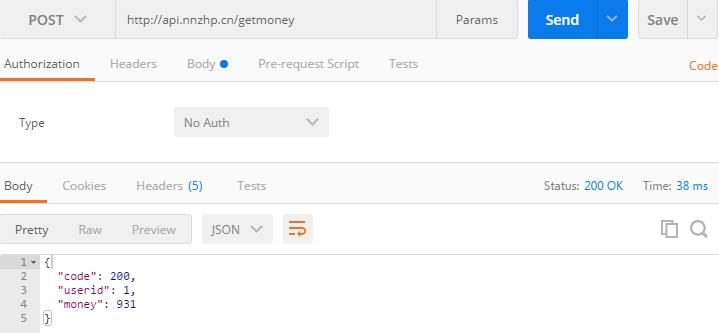 POST http://api.nnzhp.cn/getmoney Params Send Save
Authorization Headers Body Pre-request Script Tests Code
Type No Auth
Body Cookies Headers (5) Tests Status: 200 OK Time: 38 ms
Pretty Raw Preview JSON
1 {
2 "code": 200,
3 "userid": 1,
4 "money": 931
5 }